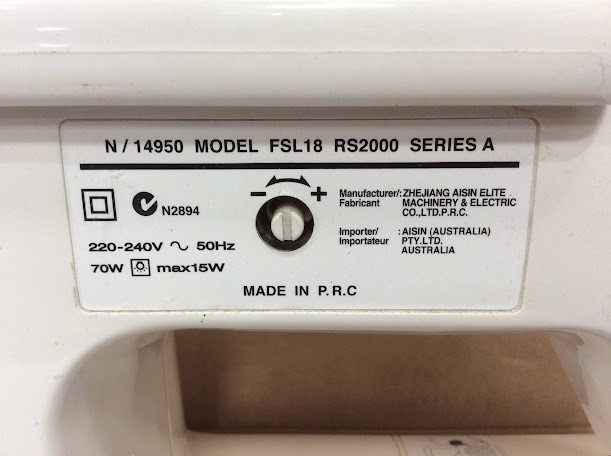 N / 14950 MODEL FSL18 RS2000 SERIES A
N2894
220-240V ~ 50Hz
70W max15W
- +
Manufacturer/: ZHEJIANG AISIN ELITE
Fabricant MACHINERY & ELECTRIC
CO.,LTD.P.R.C.
Importer/ : AISIN (AUSTRALIA)
Importateur PTY.LTD.
AUSTRALIA
MADE IN P.R.C